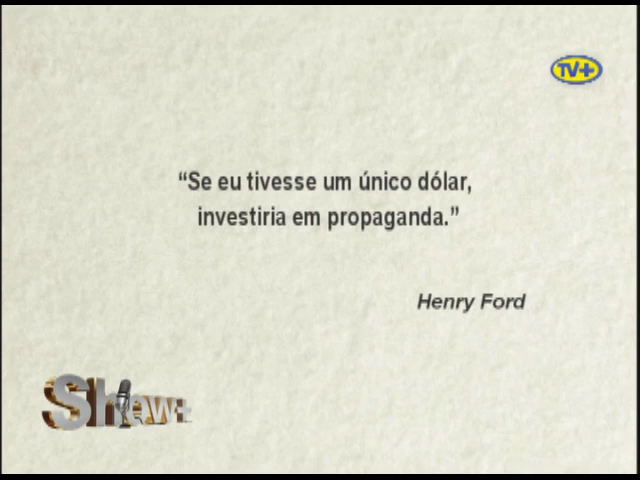 TV+
“Se eu tivesse um único dólar,
investiria em propaganda.”
Henry Ford
Show+